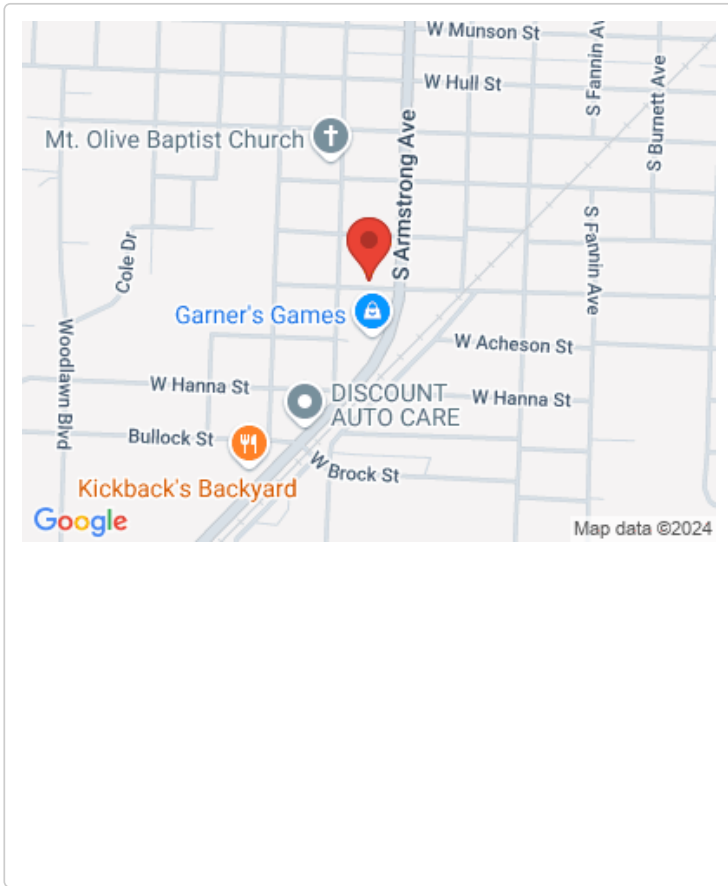 W Munson St
S Fannin Av
W Hull St
S Burnett Ave
Mt. Olive Baptist Church
S Armstrong Ave
Cole Dr
S Fannin Ave
Garner's Games
Woodlawn Blvd
W Acheson St
W Hanna St
DISCOUNT
AUTO CARE
W Hanna St
Bullock St
W Brock St
Kickback's Backyard
Google
Map data ©2024